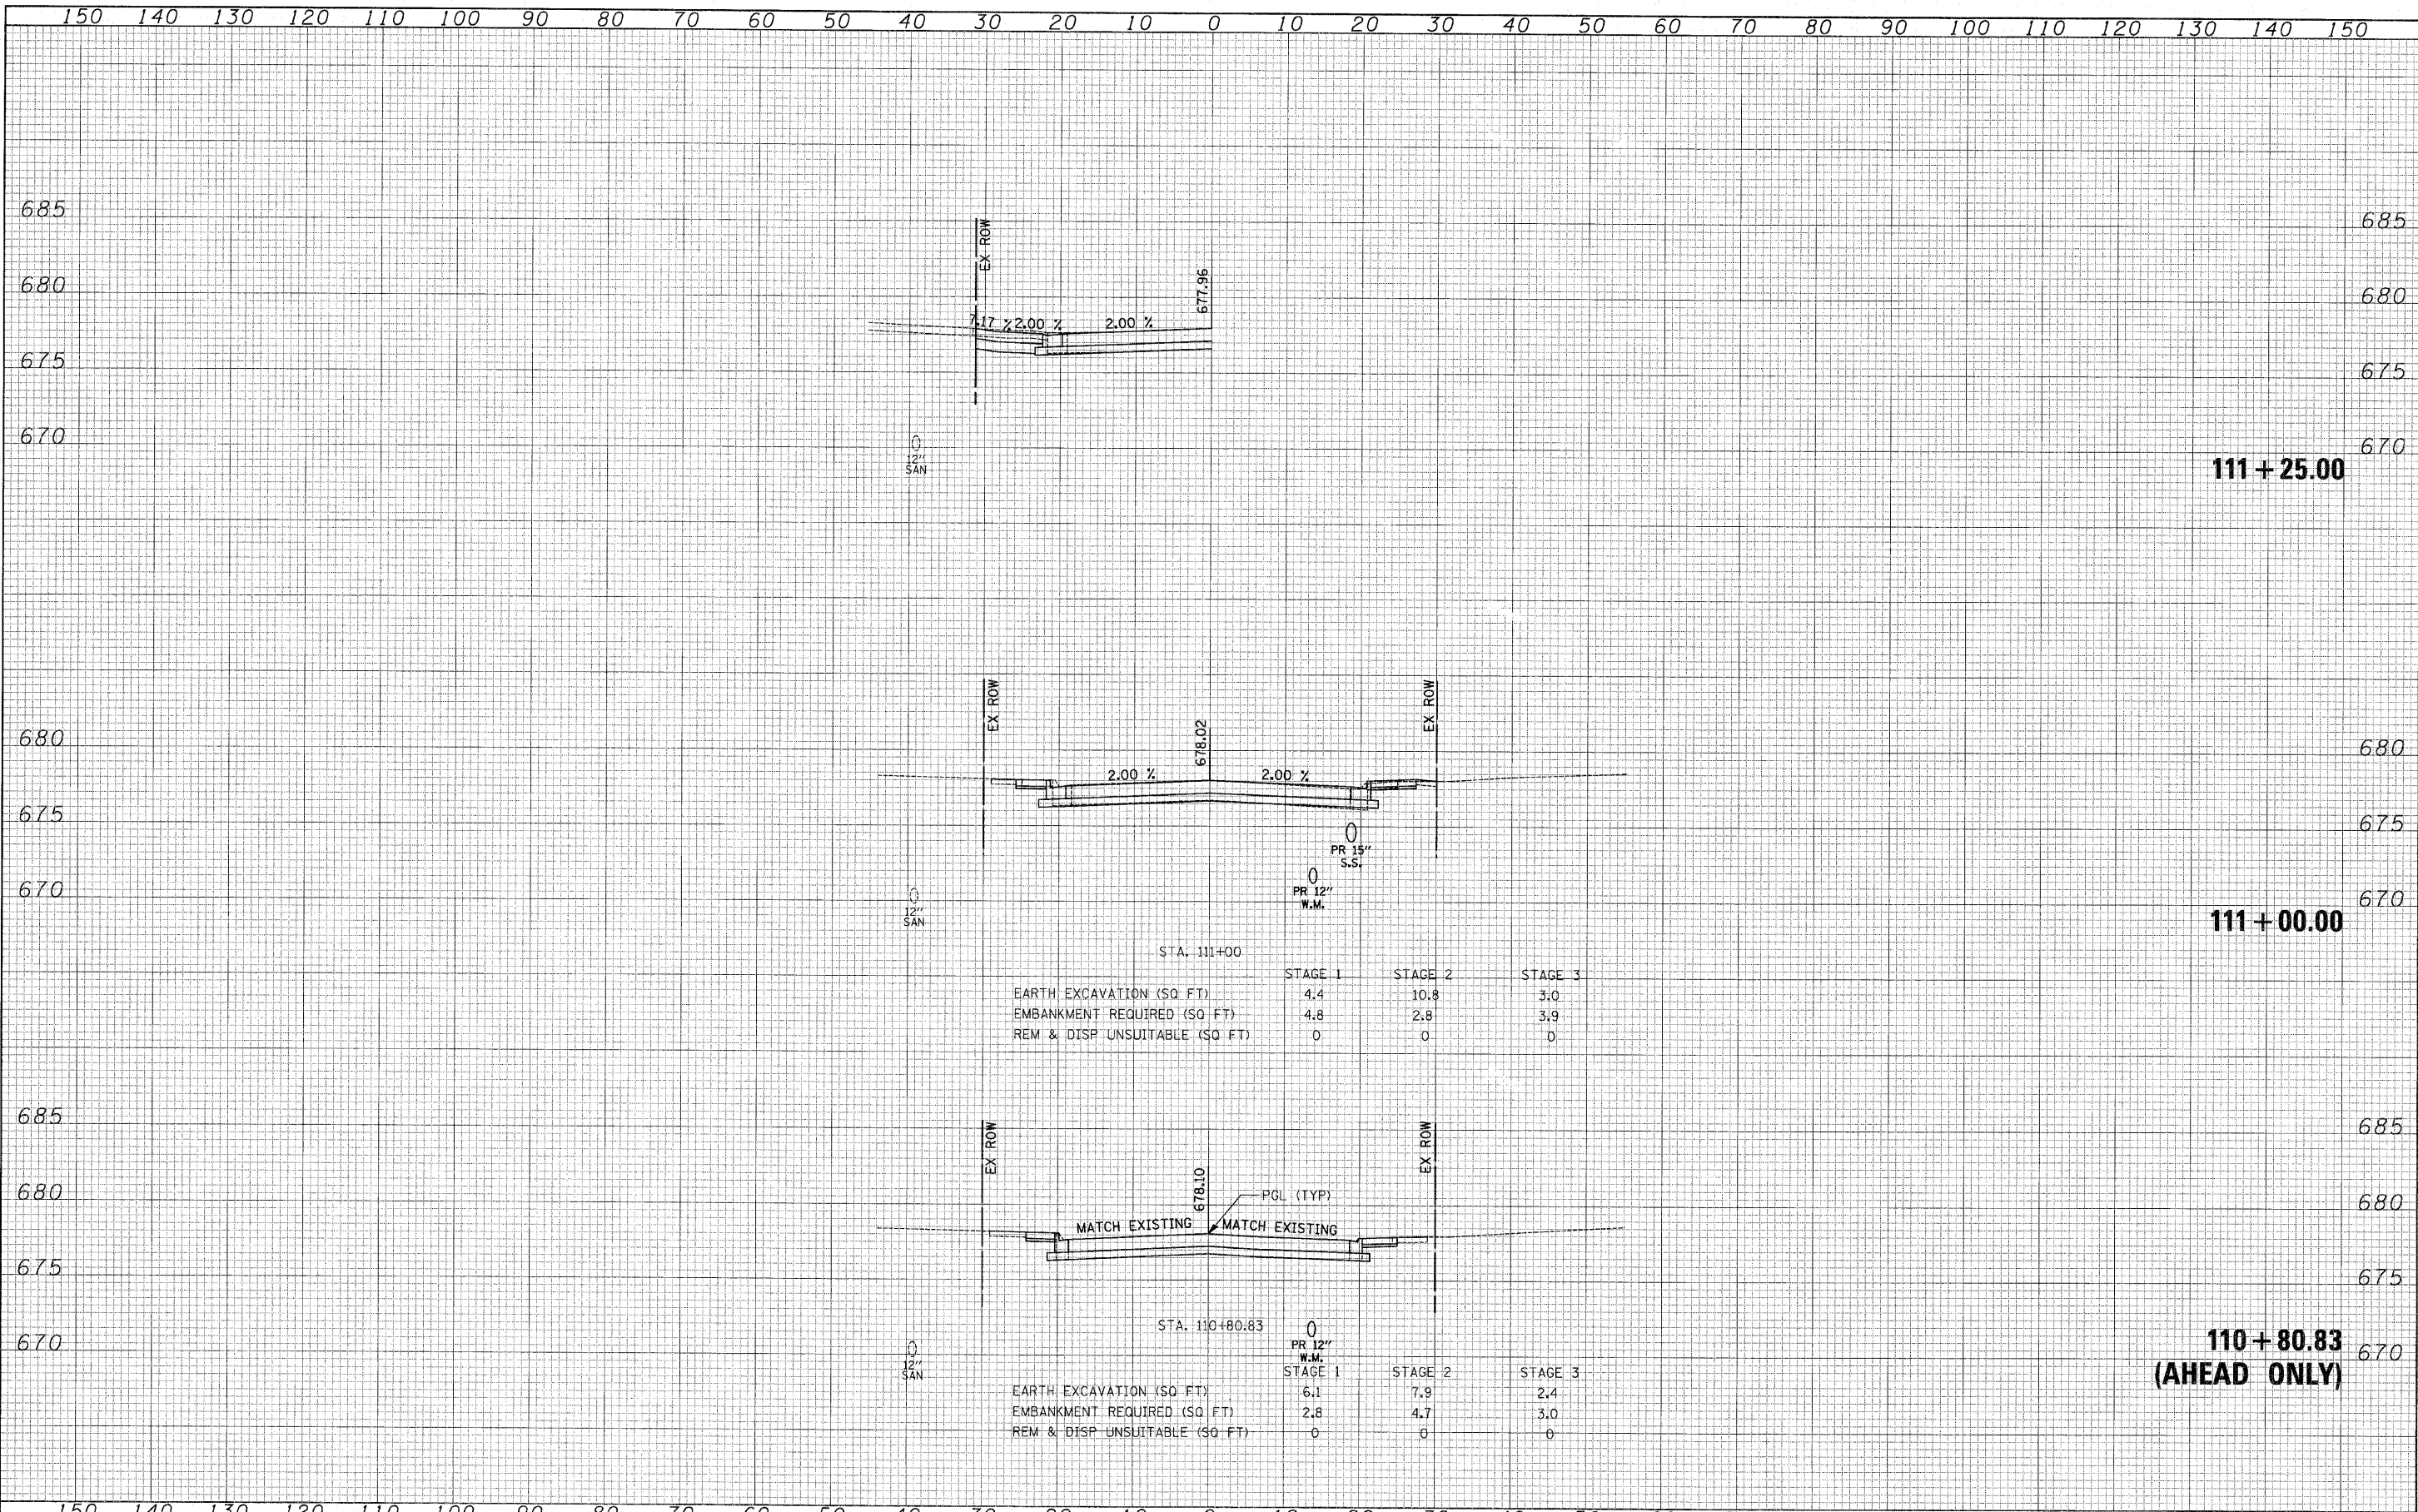 150 140 130 120 110 100 90 80 70 60 50 40 30 20 10 0 10 20 30 40 50 60 70 80 90 100 110 120 130 140 150
685 685
EX ROW
677.96
680 680
7.17 % 2.00 % 2.00 %
675 675
670 670
12"
SAN
111+25.00
EX ROW EX ROW
678.02
680 680
2.00 % 2.00 %
675 675
PR 15"
S.S.
PR 12"
W.M.
670 670
12"
SAN
111+00.00
STA. 111+00
STAGE 1 STAGE 2 STAGE 3
EARTH EXCAVATION (SQ FT) 4.4 10.8 3.0
EMBANKMENT REQUIRED (SQ FT) 4.8 2.8 3.9
REM & DISP UNSUITABLE (SQ FT) 0 0 0
685 685
EX ROW EX ROW
678.10
680 680
PGL (TYP)
MATCH EXISTING MATCH EXISTING
675 675
STA. 110+80.83
670 670
12"
SAN
PR 12"
W.M.
110+80.83
(AHEAD ONLY)
STAGE 1 STAGE 2 STAGE 3
EARTH EXCAVATION (SQ FT) 6.1 7.9 2.4
EMBANKMENT REQUIRED (SQ FT) 2.8 4.7 3.0
REM & DISP UNSUITABLE (SQ FT) 0 0 0